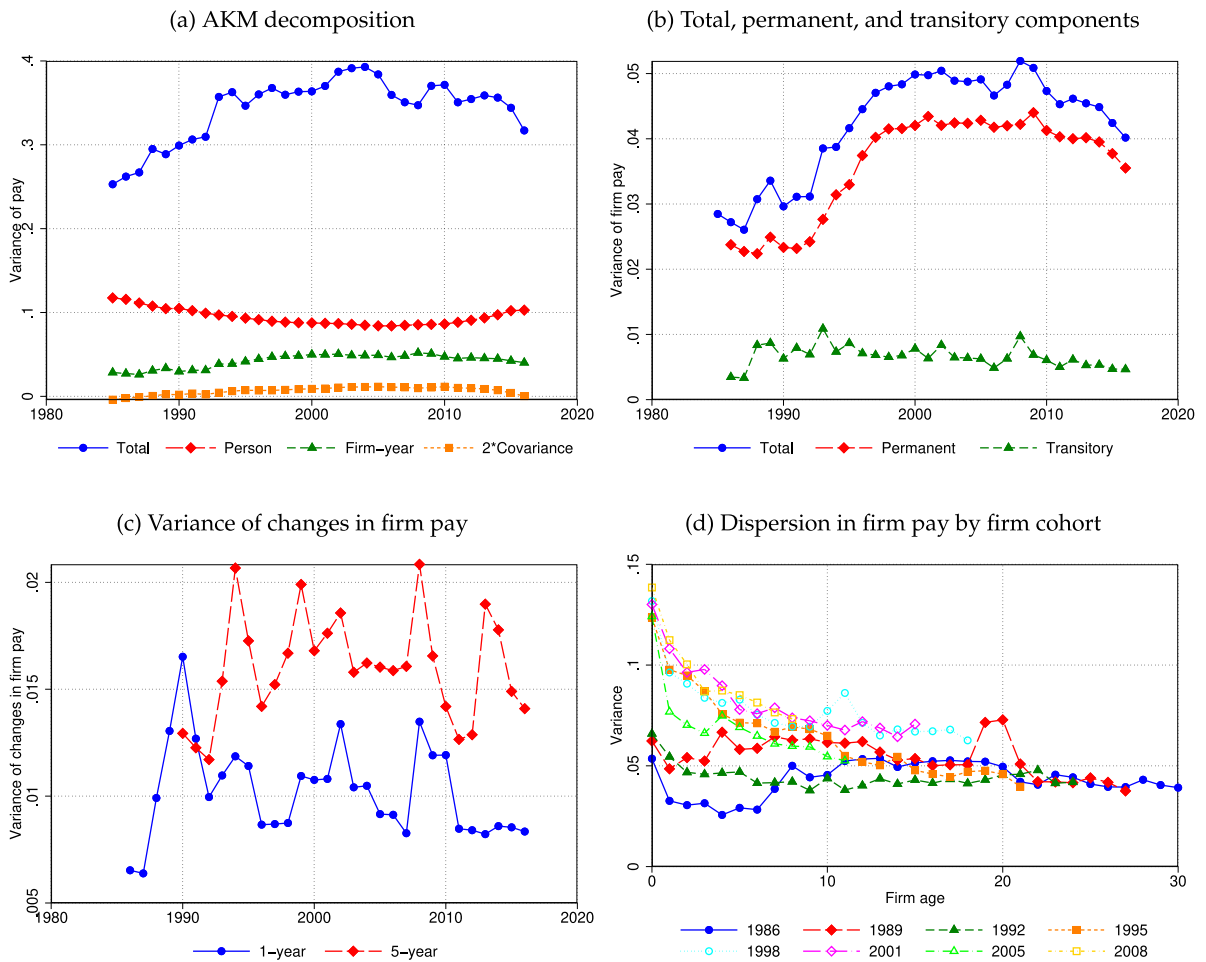 (a) AKM decomposition
Variance of pay
0 .1 .2 .3 .4
1980 1990 2000 2010 2020
Total Person Firm−year 2*Covariance
(b) Total, permanent, and transitory components
Variance of firm pay
0 .01 .02 .03 .04 .05
1980 1990 2000 2010 2020
Total Permanent Transitory
(c) Variance of changes in firm pay
Variance of changes in firm pay
.005 .01 .015 .02
1980 1990 2000 2010 2020
1−year 5−year
(d) Dispersion in firm pay by firm cohort
Variance
0 .05 .1 .15
0 10 20 30
Firm age
1986 1989 1992 1995
1998 2001 2005 2008